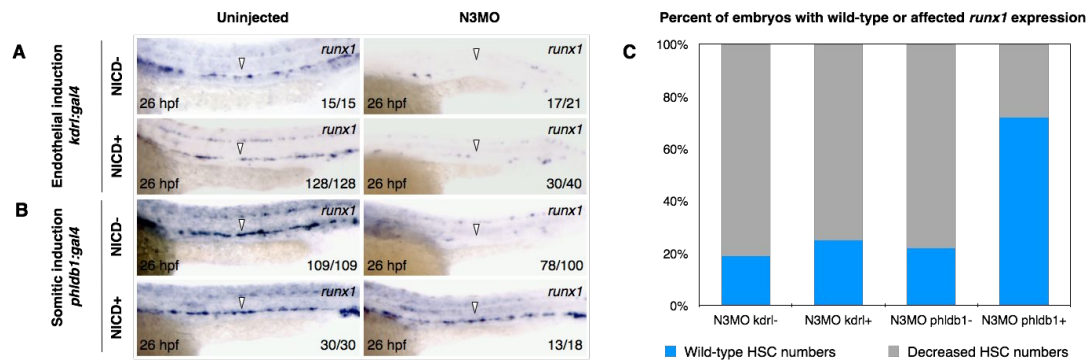 Uninjected
N3MO
Percent of embryos with wild-type or affected runx1 expression
A
Endothelial induction
kdrl:gal4
NICD-
runx1
26 hpf
15/15
runx1
26 hpf
17/21
NICD+
runx1
26 hpf
128/128
runx1
26 hpf
30/40
B
Somitic induction
phldb1:gal4
NICD-
runx1
26 hpf
109/109
runx1
26 hpf
78/100
NICD+
runx1
26 hpf
30/30
runx1
26 hpf
13/18
C
100%
80%
60%
40%
20%
0%
N3MO kdrl-
N3MO kdrl+
N3MO phldb1-
N3MO phldb1+
Wild-type HSC numbers
Decreased HSC numbers